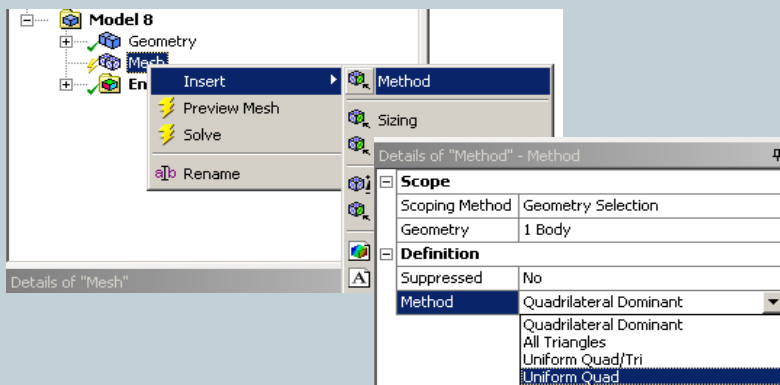 Model 8
Geometry
Mesh
En
Insert
Method
Preview Mesh
Sizing
Solve
Rename
A
Details of "Mesh"
Details of "Method" - Method
Scope
Scoping Method Geometry Selection
Geometry 1 Body
Definition
Suppressed No
Method Quadrilateral Dominant
Quadrilateral Dominant
All Triangles
Uniform Quad/Tri
Uniform Quad